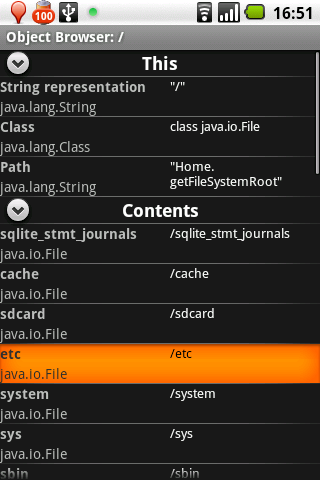 100
16:51
Object Browser: /
This
String representation "/"
java.lang.String
Class class java.io.File
java.lang.Class
Path "Home.
java.lang.String getFileSystemRoot"
Contents
sqlite_stmt_journals /sqlite_stmt_journals
java.io.File
cache /cache
java.io.File
sdcard /sdcard
java.io.File
etc /etc
java.io.File
system /system
java.io.File
sys /sys
java.io.File
sbin /sbin